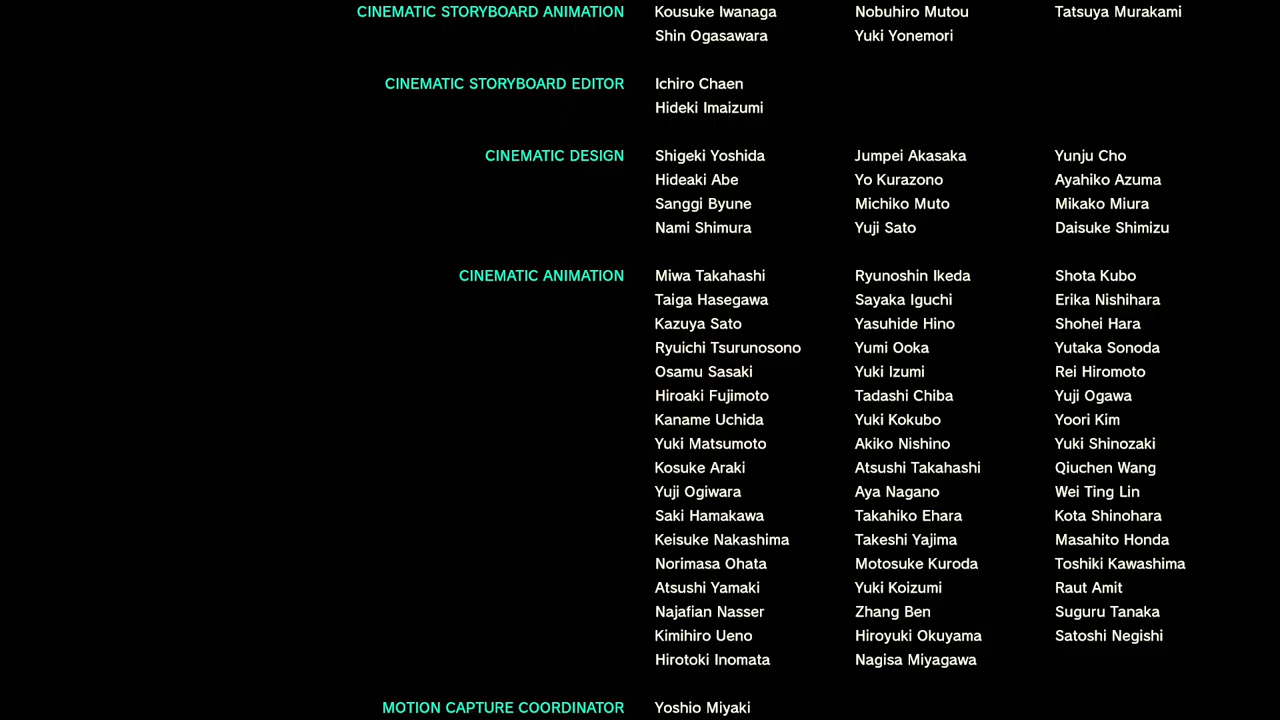 CINEMATIC STORYBOARD ANIMATION Kousuke Iwanaga Nobuhiro Mutou Tatsuya Murakami
Shin Ogasawara Yuki Yonemori
CINEMATIC STORYBOARD EDITOR Ichiro Chaen
Hideki Imaizumi
CINEMATIC DESIGN Shigeki Yoshida Jumpei Akasaka Yunju Cho
Hideaki Abe Yo Kurazono Ayahiko Azuma
Sanggi Byune Michiko Muto Mikako Miura
Nami Shimura Yuji Sato Daisuke Shimizu
CINEMATIC ANIMATION Miwa Takahashi Ryunoshin Ikeda Shota Kubo
Taiga Hasegawa Sayaka Iguchi Erika Nishihara
Kazuya Sato Yasuhide Hino Shohei Hara
Ryuichi Tsurunosono Yumi Ooka Yutaka Sonoda
Osamu Sasaki Yuki Izumi Rei Hiromoto
Hiroaki Fujimoto Tadashi Chiba Yuji Ogawa
Kaname Uchida Yuki Kokubo Yoori Kim
Yuki Matsumoto Akiko Nishino Yuki Shinozaki
Kosuke Araki Atsushi Takahashi Qiuchen Wang
Yuji Ogiwara Aya Nagano Wei Ting Lin
Saki Hamakawa Takahiko Ehara Kota Shinohara
Keisuke Nakashima Takeshi Yajima Masahito Honda
Norimasa Ohata Motosuke Kuroda Toshiki Kawashima
Atsushi Yamaki Yuki Koizumi Raut Amit
Najafian Nasser Zhang Ben Suguru Tanaka
Kimihiro Ueno Hiroyuki Okuyama Satoshi Negishi
Hirotoki Inomata Nagisa Miyagawa
MOTION CAPTURE COORDINATOR Yoshio Miyaki